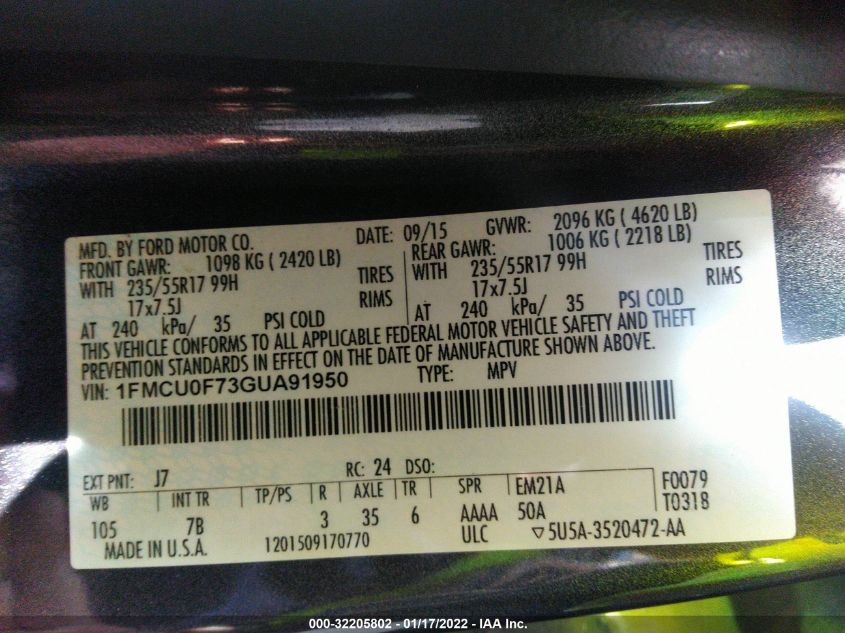 MFD. BY FORD MOTOR CO. DATE: 09/15 GVWR: 2096 KG ( 4620 LB)
FRONT GAWR: 1098 KG ( 2420 LB) REAR GAWR: 1006 KG ( 2218 LB)
WITH 235/55R17 99H TIRES WITH 235/55R17 99H TIRES
17x7.5J RIMS 17x7.5J RIMS
AT 240 kPa/ 35 PSI COLD AT 240 kPa/ 35 PSI COLD
THIS VEHICLE CONFORMS TO ALL APPLICABLE FEDERAL MOTOR VEHICLE SAFETY AND THEFT
PREVENTION STANDARDS IN EFFECT ON THE DATE OF MANUFACTURE SHOWN ABOVE.
VIN: 1FMCU0F73GUA91950 TYPE: MPV
EXT PNT: J7 RC: 24 DSO:
WB INT TR TP/PS R AXLE TR SPR EM21A F0079
105 7B 3 35 6 AAAA 50A T0318
MADE IN U.S.A. 1201509170770 ULC ▽5U5A-3520472-AA
000-32205802 - 01/17/2022 - IAA Inc.